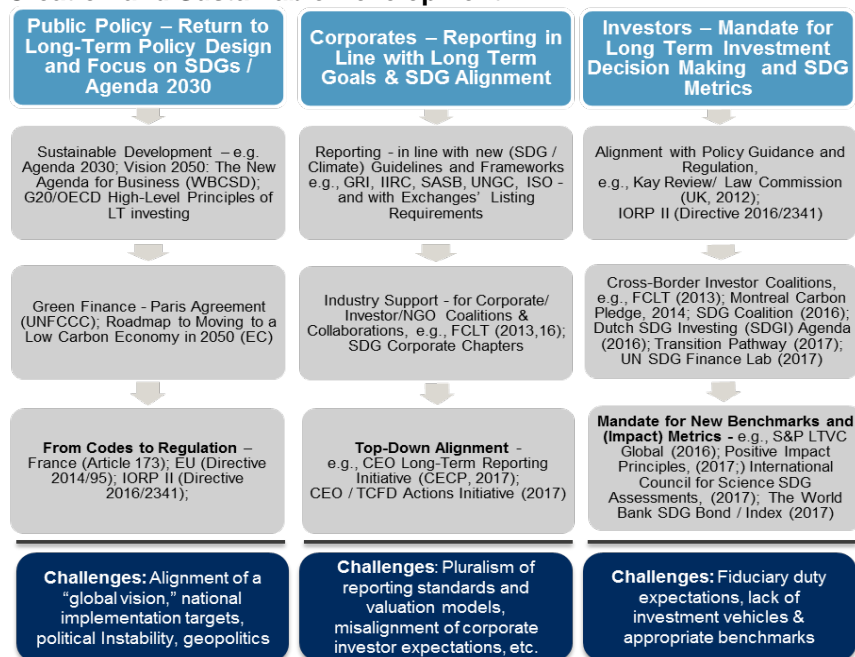 Creation and Sustainable Development
Public Policy – Return to
Long-Term Policy Design
and Focus on SDGs /
Agenda 2030
Sustainable Development – e.g.
Agenda 2030; Vision 2050: The New
Agenda for Business (WBCSD);
G20/OECD High-Level Principles of
LT investing
Green Finance - Paris Agreement
(UNFCCC); Roadmap to Moving to a
Low Carbon Economy in 2050 (EC)
From Codes to Regulation –
France (Article 173); EU (Directive
2014/95); IORP II (Directive
2016/2341);
Challenges: Alignment of a
“global vision,” national
implementation targets,
political Instability, geopolitics
Corporates – Reporting in
Line with Long Term
Goals & SDG Alignment
Reporting - in line with new (SDG /
Climate) Guidelines and Frameworks
e.g., GRI, IIRC, SASB, UNGC, ISO -
and with Exchanges’ Listing
Requirements
Industry Support - for Corporate/
Investor/NGO Coalitions &
Collaborations, e.g., FCLT (2013,16);
SDG Corporate Chapters
Top-Down Alignment -
e.g., CEO Long-Term Reporting
Initiative (CECP, 2017);
CEO / TCFD Actions Initiative (2017)
Challenges: Pluralism of
reporting standards and
valuation models,
misalignment of corporate
investor expectations, etc.
Investors – Mandate for
Long Term Investment
Decision Making and SDG
Metrics
Alignment with Policy Guidance and
Regulation,
e.g., Kay Review/ Law Commission
(UK, 2012);
IORP II (Directive 2016/2341)
Cross-Border Investor Coalitions,
e.g., FCLT (2013); Montreal Carbon
Pledge, 2014; SDG Coalition (2016);
Dutch SDG Investing (SDGI) Agenda
(2016); Transition Pathway (2017);
UN SDG Finance Lab (2017)
Mandate for New Benchmarks and
(Impact) Metrics - e.g., S&P LTVC
Global (2016); Positive Impact
Principles, (2017;) International
Council for Science SDG
Assessments, (2017); The World
Bank SDG Bond / Index (2017)
Challenges: Fiduciary duty
expectations, lack of
investment vehicles &
appropriate benchmarks